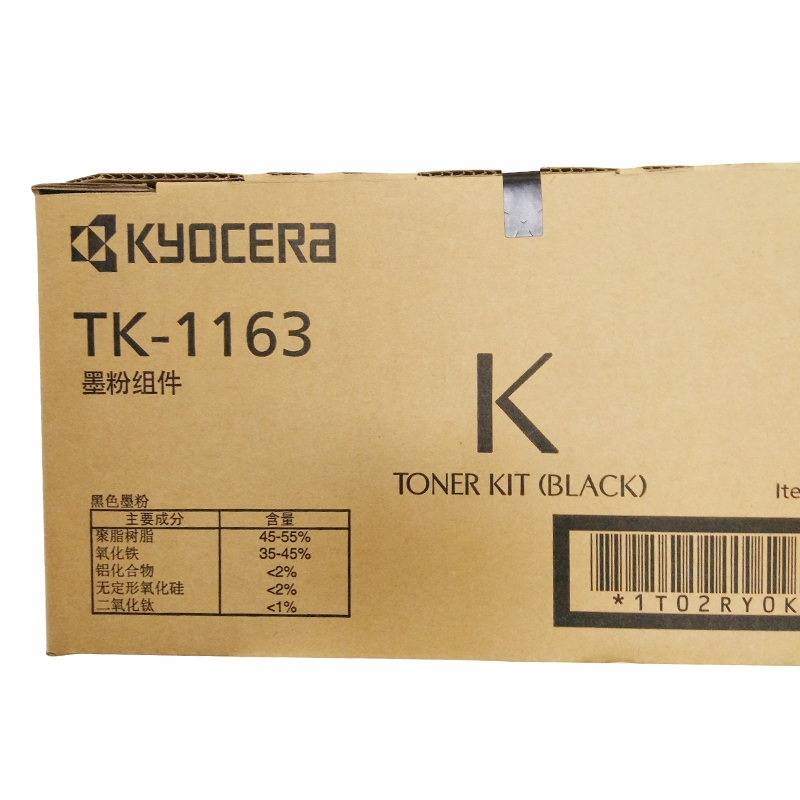 KYOCERA
TK-1163
墨粉组件
K
TONER KIT (BLACK)
黑色墨粉
主要成分 含量
聚脂树脂 45-55%
氧化铁 35-45%
铝化合物 <2%
无定形氧化硅 <2%
二氧化钛 <1%
Ite
*1T02RY0K